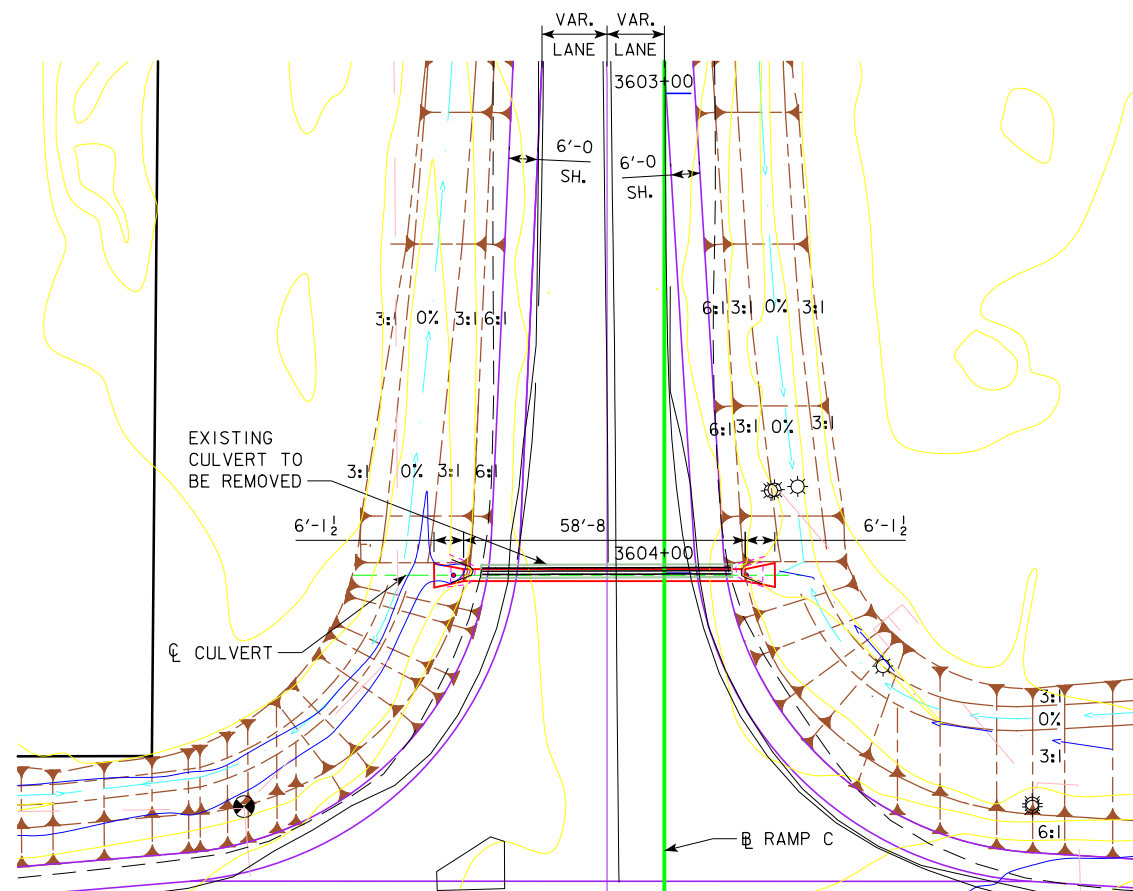 VAR. VAR.
LANE LANE
3603+00
6'-0
SH.
6'-0
SH.
3:1 0% 3:1 6:1
6:1 3:1 0% 3:1
6:1 3:1 0% 3:1
EXISTING
CULVERT TO
BE REMOVED
3:1 0% 3:1 6:1
6'-1½ 58'-8 6'-1½
3604+00
℄ CULVERT
3:1
0%
3:1
6:1
BL RAMP C